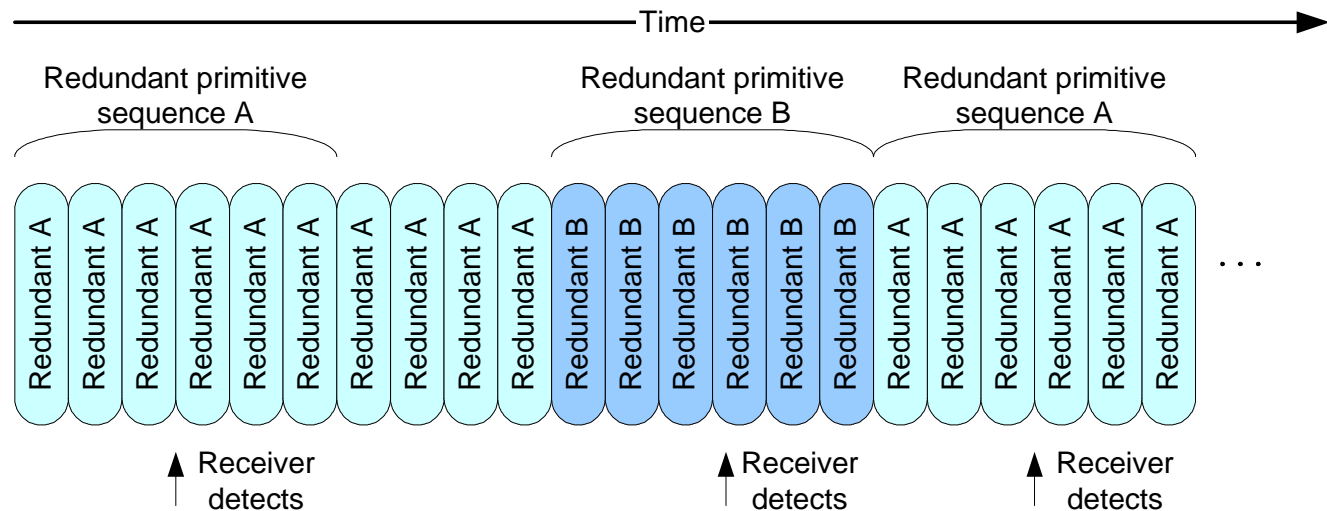 Time
Redundant primitive
sequence A
Redundant primitive
sequence B
Redundant primitive
sequence A
Redundant A
Redundant A
Redundant A
Redundant A
Redundant A
Redundant A
Redundant A
Redundant A
Redundant A
Redundant A
Redundant B
Redundant B
Redundant B
Redundant B
Redundant B
Redundant B
Redundant A
Redundant A
Redundant A
Redundant A
Redundant A
Redundant A
. . .
Receiver
detects
Receiver
detects
Receiver
detects